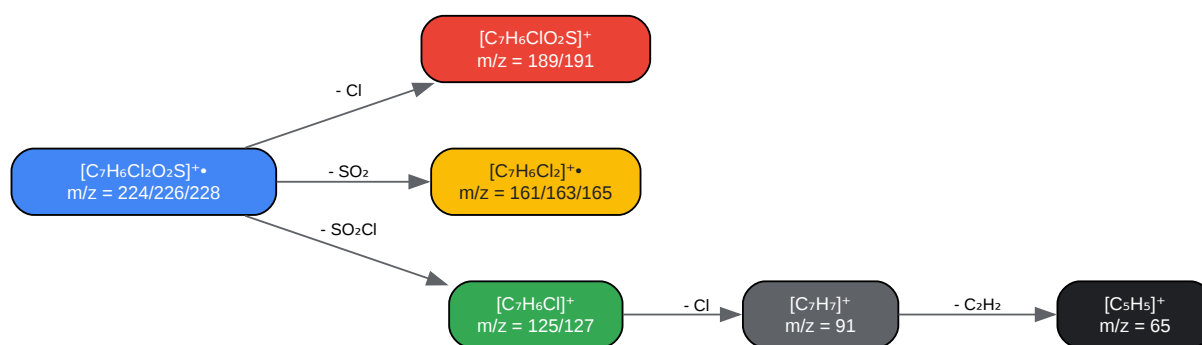 [C₇H₆ClO₂S]⁺
m/z = 189/191
- Cl
[C₇H₆Cl₂O₂S]⁺•
m/z = 224/226/228
- SO₂
[C₇H₆Cl₂]⁺•
m/z = 161/163/165
- SO₂Cl
[C₇H₆Cl]⁺
m/z = 125/127
- Cl
[C₇H₇]⁺
m/z = 91
- C₂H₂
[C₅H₅]⁺
m/z = 65